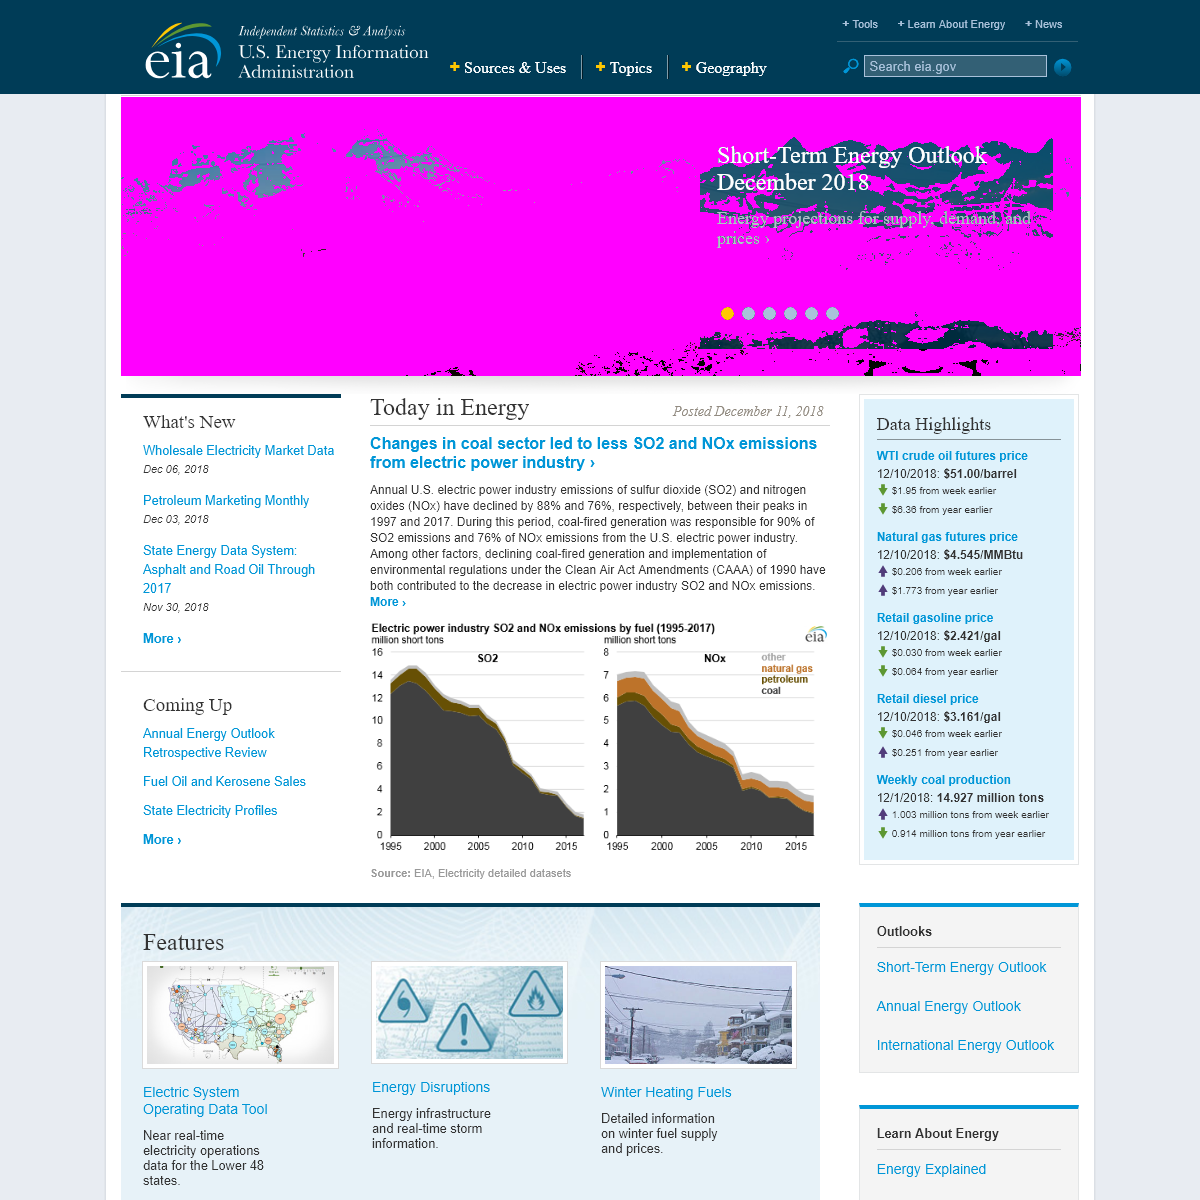 + Tools + Learn About Energy + News
eia
Independent Statistics & Analysis
U.S. Energy Information
Administration
+ Sources & Uses
+ Topics
+ Geography
Search eia.gov
Short-Term Energy Outlook
December 2018
Energy projections for supply, demand, and
prices ›
What's New
Wholesale Electricity Market Data
Dec 06, 2018
Petroleum Marketing Monthly
Dec 03, 2018
State Energy Data System:
Asphalt and Road Oil Through
2017
Nov 30, 2018
More ›
Coming Up
Annual Energy Outlook
Retrospective Review
Fuel Oil and Kerosene Sales
State Electricity Profiles
More ›
Today in Energy
Posted December 11, 2018
Changes in coal sector led to less SO2 and NOx emissions
from electric power industry ›
Annual U.S. electric power industry emissions of sulfur dioxide (SO2) and nitrogen
oxides (NOx) have declined by 88% and 76%, respectively, between their peaks in
1997 and 2017. During this period, coal-fired generation was responsible for 90% of
SO2 emissions and 76% of NOx emissions from the U.S. electric power industry.
Among other factors, declining coal-fired generation and implementation of
environmental regulations under the Clean Air Act Amendments (CAAA) of 1990 have
both contributed to the decrease in electric power industry SO2 and NOx emissions.
More ›
Electric power industry SO2 and NOx emissions by fuel (1995-2017)
million short tons
million short tons
eia
SO2
16
14
12
10
8
6
4
2
0
1995 2000 2005 2010 2015
NOx
other
natural gas
petroleum
coal
8
7
6
5
4
3
2
1
0
1995 2000 2005 2010 2015
Source: EIA, Electricity detailed datasets
Data Highlights
WTI crude oil futures price
12/10/2018: $51.00/barrel
$1.95 from week earlier
$6.36 from year earlier
Natural gas futures price
12/10/2018: $4.545/MMBtu
$0.206 from week earlier
$1.773 from year earlier
Retail gasoline price
12/10/2018: $2.421/gal
$0.030 from week earlier
$0.064 from year earlier
Retail diesel price
12/10/2018: $3.161/gal
$0.046 from week earlier
$0.251 from year earlier
Weekly coal production
12/1/2018: 14.927 million tons
1.003 million tons from week earlier
0.914 million tons from year earlier
Features
Electric System
Operating Data Tool
Near real-time
electricity operations
data for the Lower 48
states.
Energy Disruptions
Energy infrastructure
and real-time storm
information.
Winter Heating Fuels
Detailed information
on winter fuel supply
and prices.
Outlooks
Short-Term Energy Outlook
Annual Energy Outlook
International Energy Outlook
Learn About Energy
Energy Explained